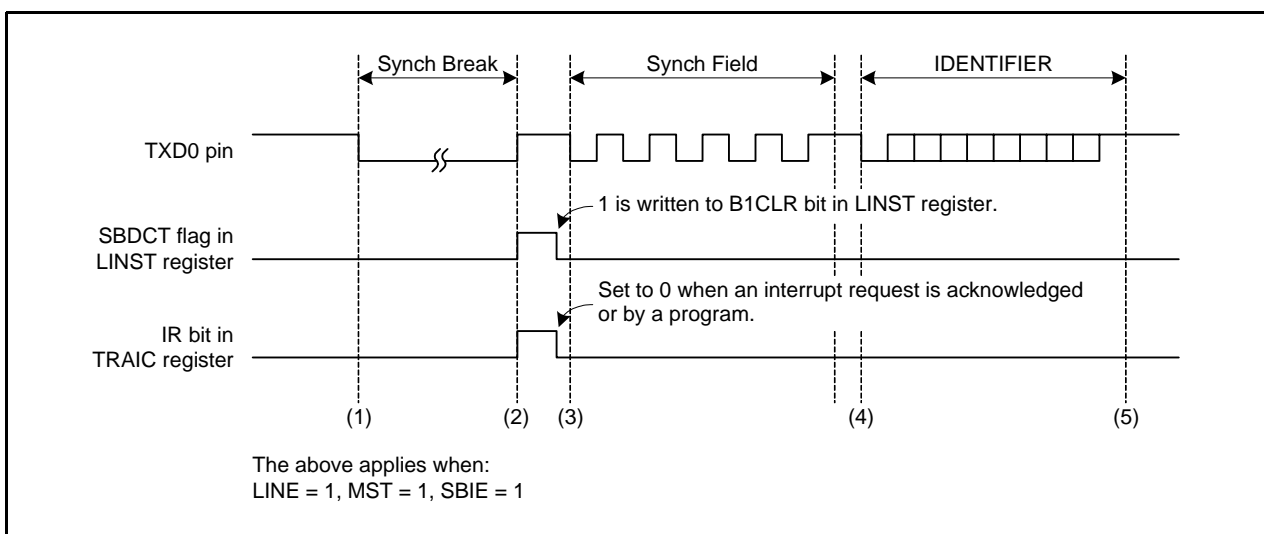 Synch Break
Synch Field
IDENTIFIER
TXD0 pin
1 is written to B1CLR bit in LINST register.
SBDCT flag in
LINST register
Set to 0 when an interrupt request is acknowledged
or by a program.
IR bit in
TRAIC register
(1)
(2)
(3)
(4)
(5)
The above applies when:
LINE = 1, MST = 1, SBIE = 1